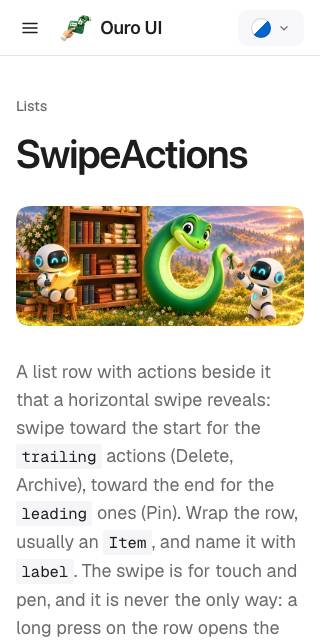 Ouro UI
Lists
SwipeActions
A list row with actions beside it
that a horizontal swipe reveals:
swipe toward the start for the
trailing actions (Delete,
Archive), toward the end for the
leading ones (Pin). Wrap the row,
usually an Item, and name it with
label. The swipe is for touch and
pen, and it is never the only way: a
long press on the row opens the